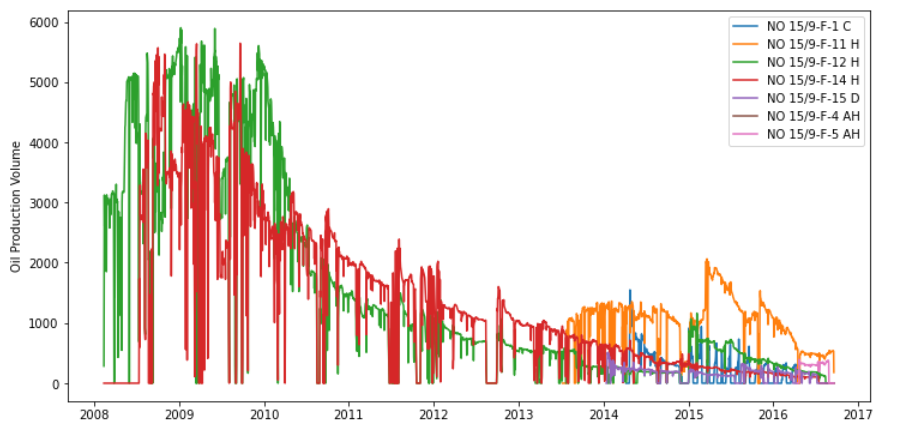 6000
5000
4000
3000
2000
1000
0
Oil Production Volume
2008 2009 2010 2011 2012 2013 2014 2015 2016 2017
NO 15/9-F-1 C
NO 15/9-F-11 H
NO 15/9-F-12 H
NO 15/9-F-14 H
NO 15/9-F-15 D
NO 15/9-F-4 AH
NO 15/9-F-5 AH